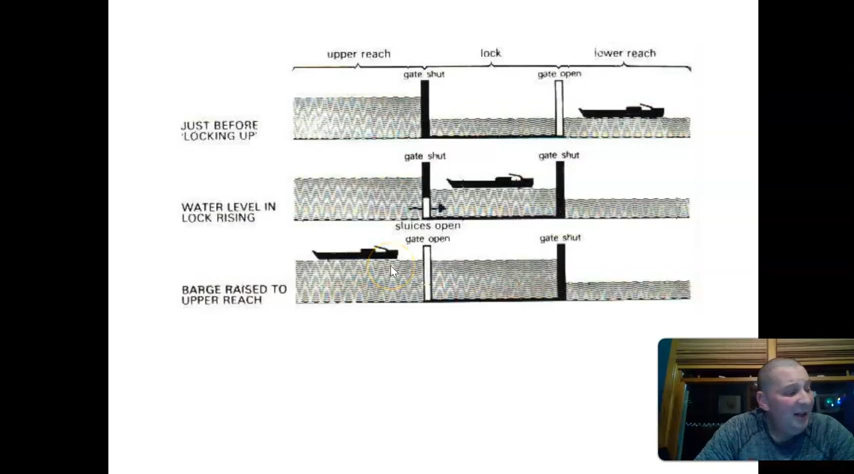 upper reach lock lower reach
gate shut gate open
JUST BEFORE
'LOCKING UP'
gate shut gate shut
WATER LEVEL IN
LOCK RISING
sluices open
gate open gate shut
BARGE RAISED TO
UPPER REACH